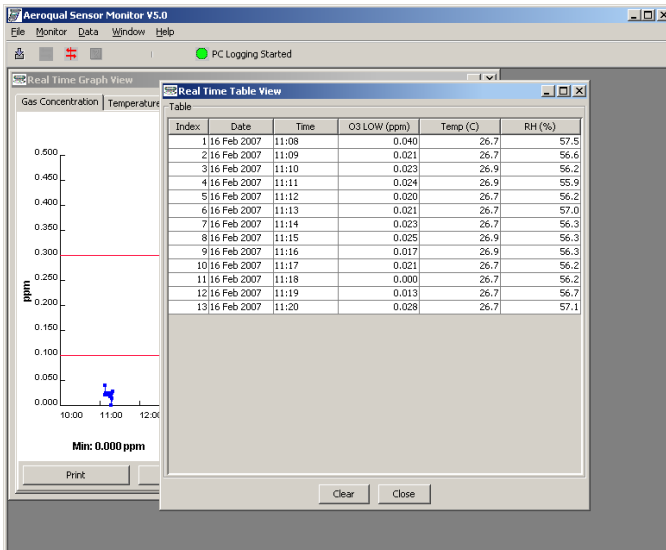 Aeroqual Sensor Monitor V5.0
File Monitor Data Window Help
PC Logging Started
Real Time Graph View
Gas Concentration Temperature
0.500
0.450
0.400
0.350
0.300
0.250
0.200
0.150
0.100
0.050
0.000
ppm
10:00 11:00 12:00
Min: 0.000 ppm
Print
Real Time Table View
Table
Index Date Time O3 LOW (ppm) Temp (C) RH (%)
1 16 Feb 2007 11:08 0.040 26.7 57.5
2 16 Feb 2007 11:09 0.021 26.7 56.6
3 16 Feb 2007 11:10 0.023 26.9 56.2
4 16 Feb 2007 11:11 0.024 26.9 55.9
5 16 Feb 2007 11:12 0.020 26.7 56.2
6 16 Feb 2007 11:13 0.021 26.7 57.0
7 16 Feb 2007 11:14 0.023 26.7 56.3
8 16 Feb 2007 11:15 0.025 26.9 56.3
9 16 Feb 2007 11:16 0.017 26.9 56.3
10 16 Feb 2007 11:17 0.021 26.7 56.2
11 16 Feb 2007 11:18 0.000 26.7 56.2
12 16 Feb 2007 11:19 0.013 26.7 56.7
13 16 Feb 2007 11:20 0.028 26.7 57.1
Clear Close